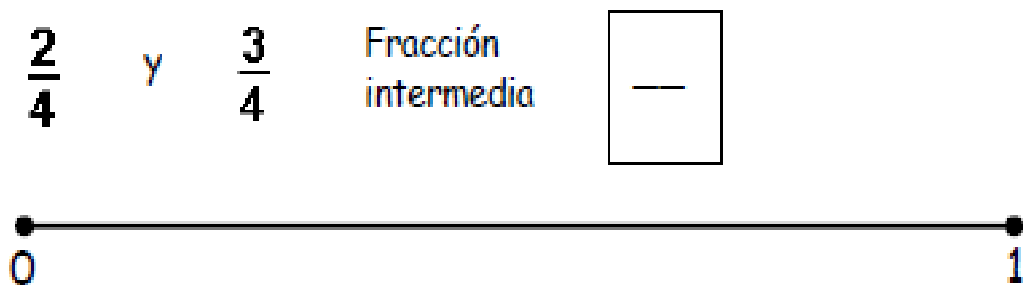 2/4 y 3/4 Fracción
intermedia —
0 1